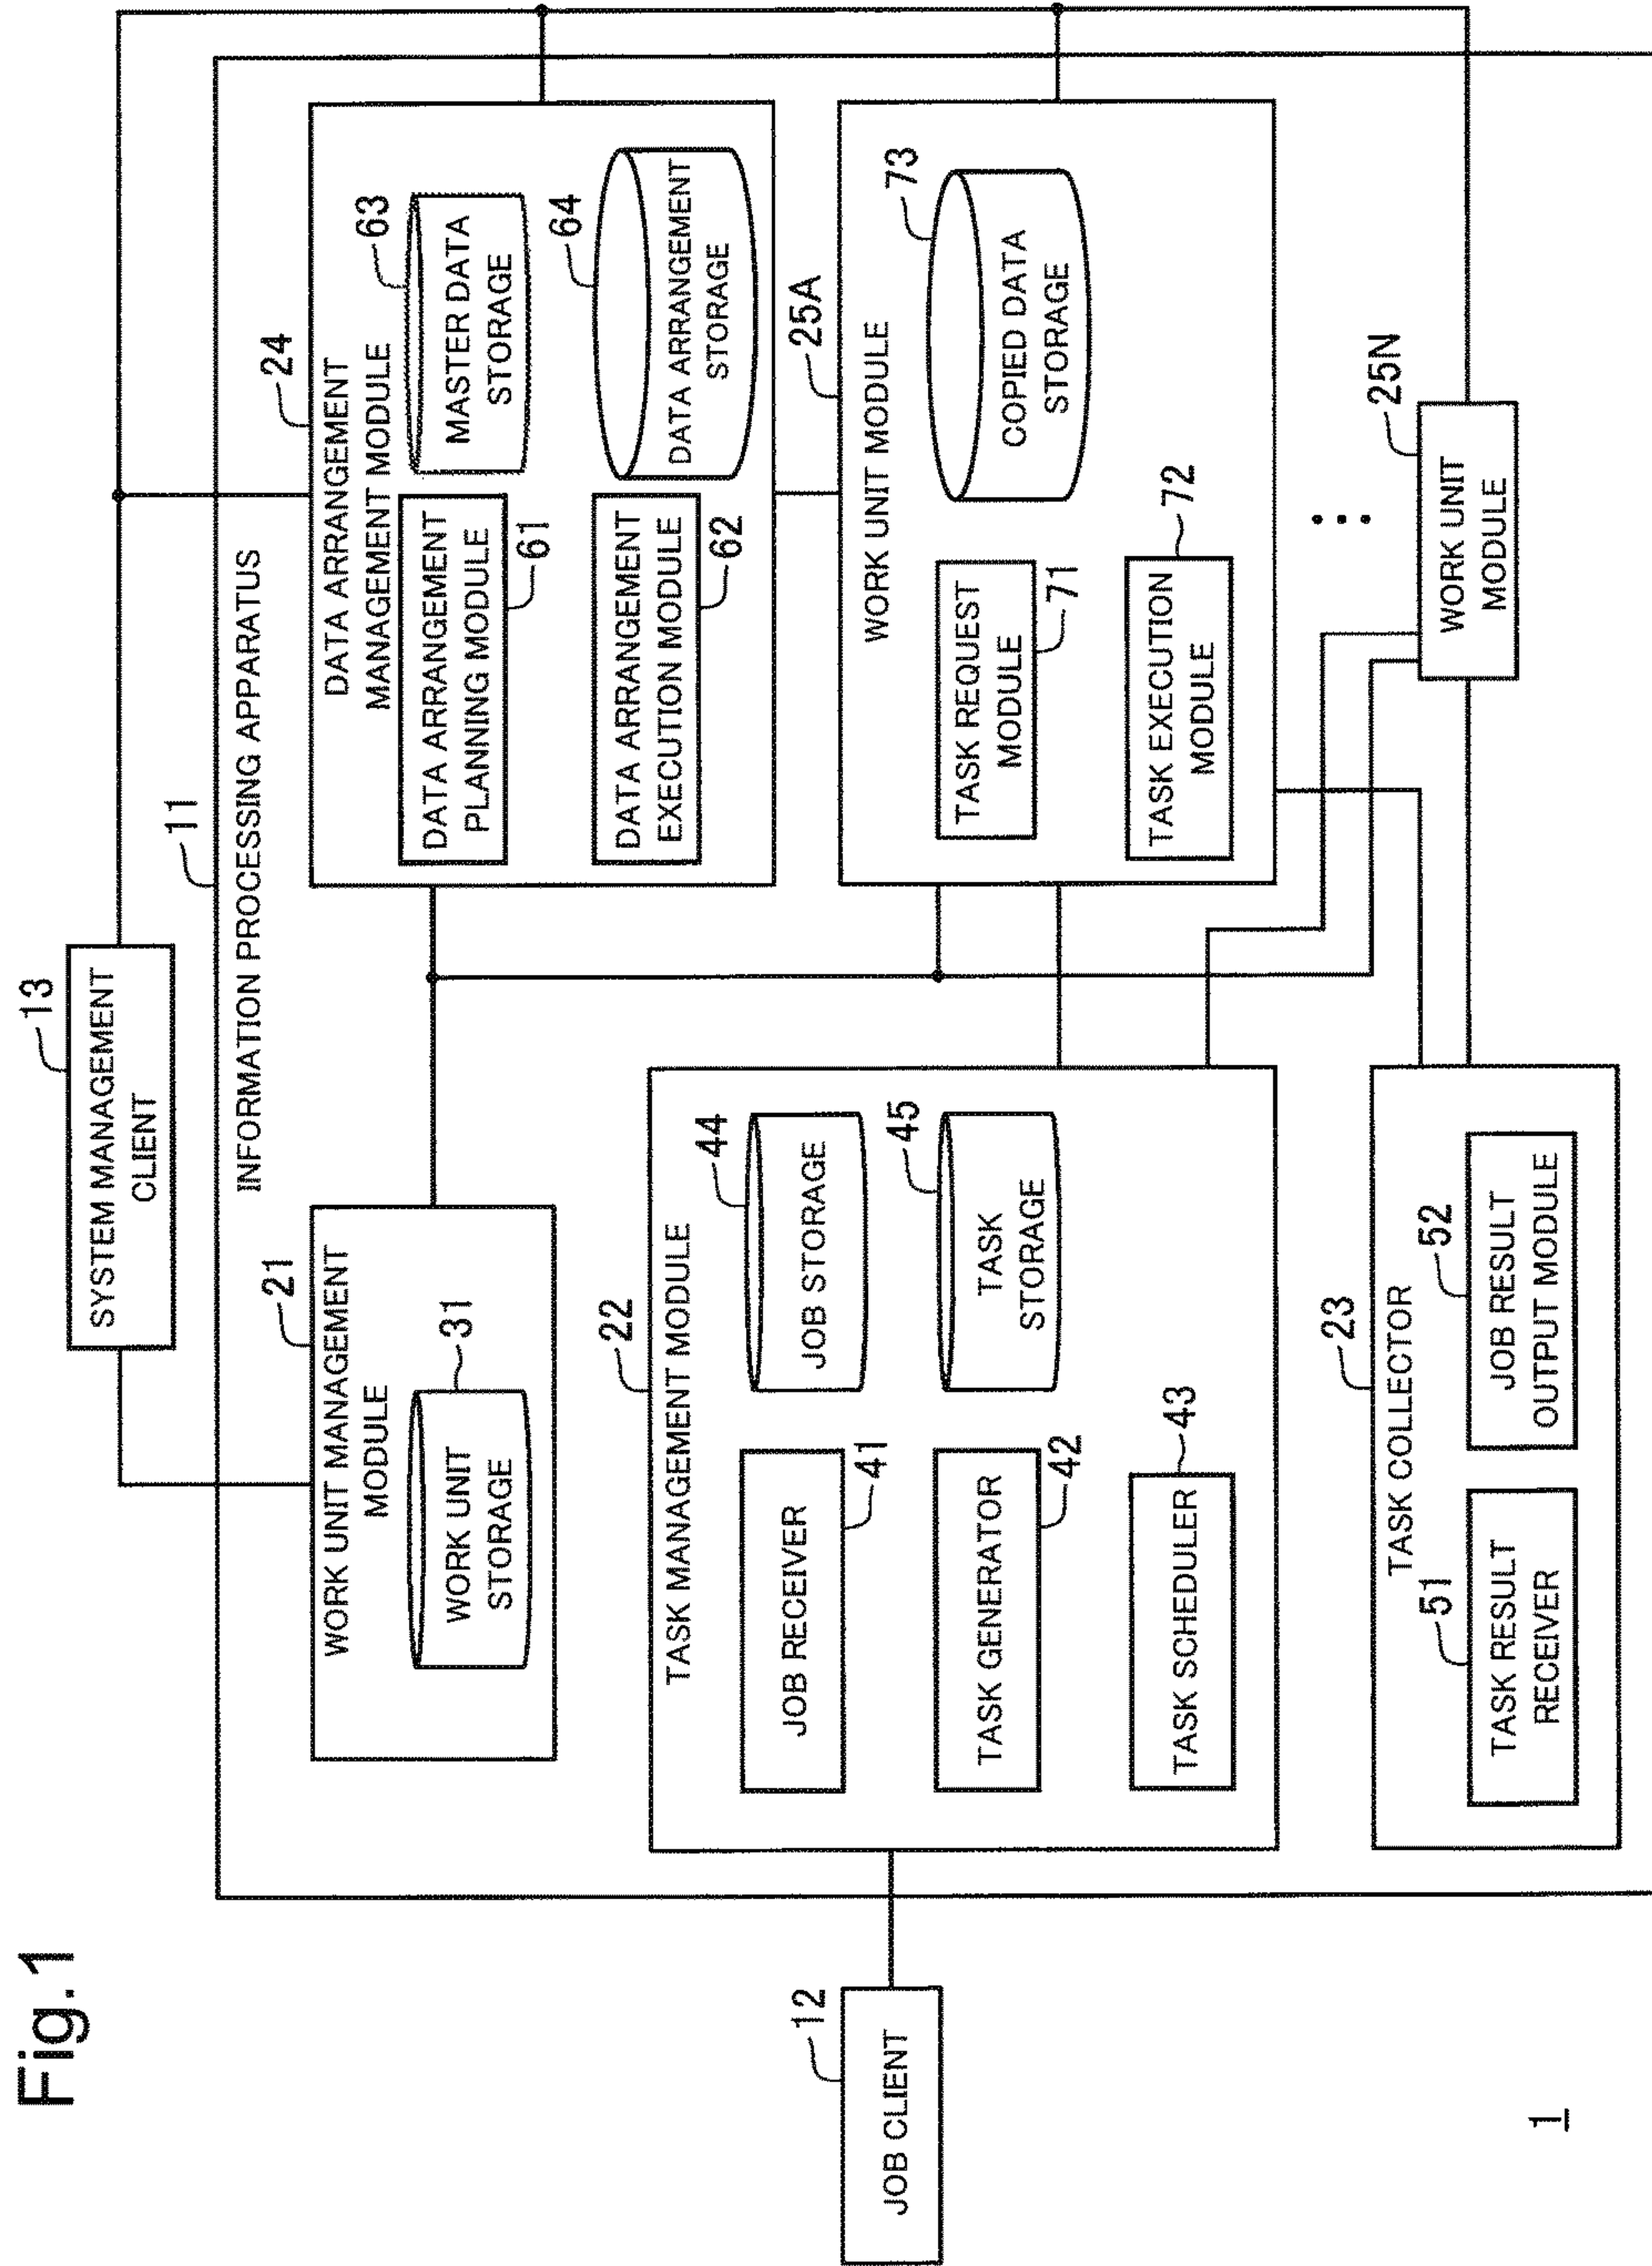 Fig.1
13
SYSTEM MANAGEMENT
CLIENT
11
INFORMATION PROCESSING APPARATUS
21
WORK UNIT MANAGEMENT
MODULE
31
WORK UNIT
STORAGE
24
DATA ARRANGEMENT
MANAGEMENT MODULE
DATA ARRANGEMENT
PLANNING MODULE
61
63
MASTER DATA
STORAGE
DATA ARRANGEMENT
EXECUTION MODULE
62
64
DATA ARRANGEMENT
STORAGE
12
JOB CLIENT
22
TASK MANAGEMENT MODULE
JOB RECEIVER
41
44
JOB STORAGE
TASK GENERATOR
42
45
TASK
STORAGE
TASK SCHEDULER
43
25A
WORK UNIT MODULE
TASK REQUEST
MODULE
71
73
COPIED DATA
STORAGE
72
TASK EXECUTION
MODULE
23
TASK COLLECTOR
51
TASK RESULT
RECEIVER
52
JOB RESULT
OUTPUT MODULE
25N
WORK UNIT
MODULE
1